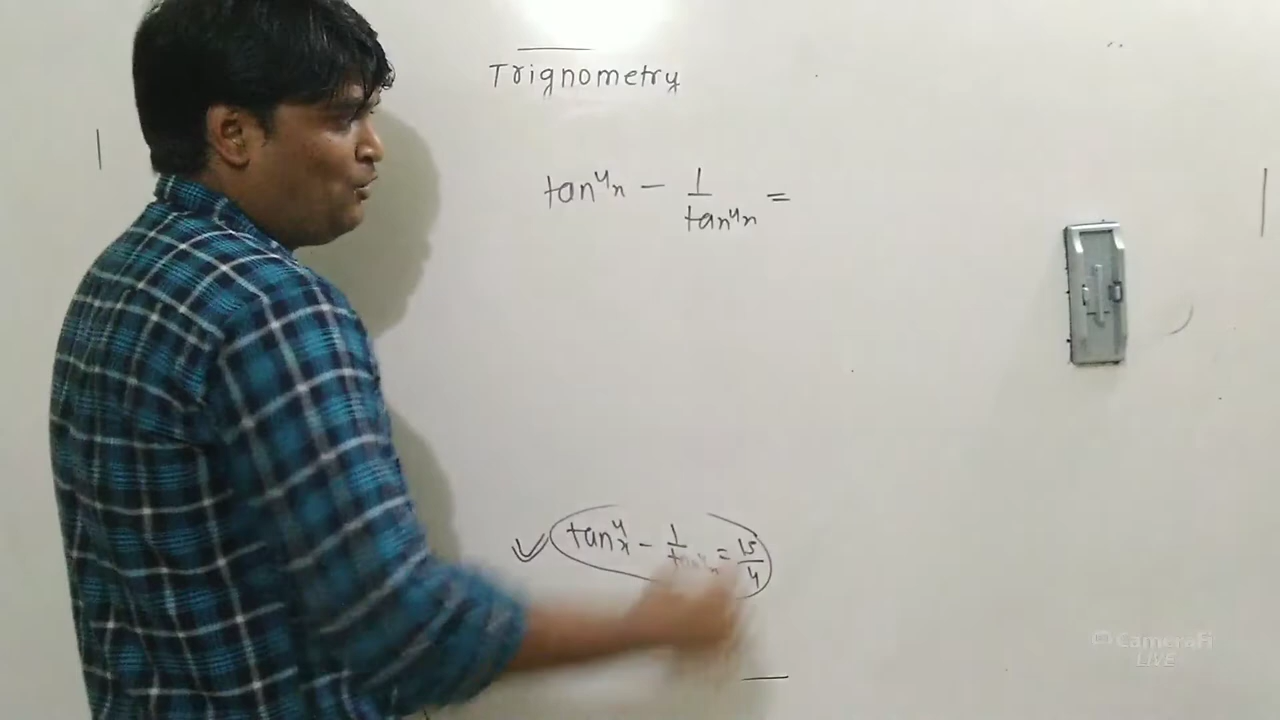 Trignometry
tan⁴x - 1/tan⁴x =
tan⁴x - 1/tan⁴x = 15/4
CameraFi
LIVE